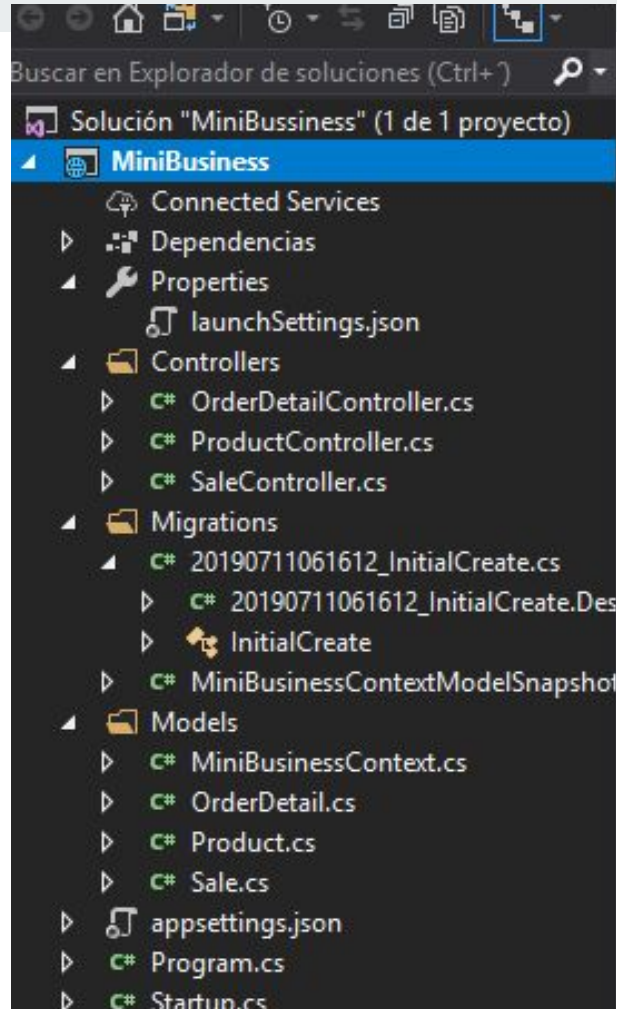 Buscar en Explorador de soluciones (Ctrl+´)
Solución "MiniBussiness" (1 de 1 proyecto)
MiniBusiness
Connected Services
Dependencias
Properties
launchSettings.json
Controllers
C# OrderDetailController.cs
C# ProductController.cs
C# SaleController.cs
Migrations
C# 20190711061612_InitialCreate.cs
C# 20190711061612_InitialCreate.Des
InitialCreate
C# MiniBusinessContextModelSnapshot
Models
C# MiniBusinessContext.cs
C# OrderDetail.cs
C# Product.cs
C# Sale.cs
appsettings.json
C# Program.cs
C# Startup.cs